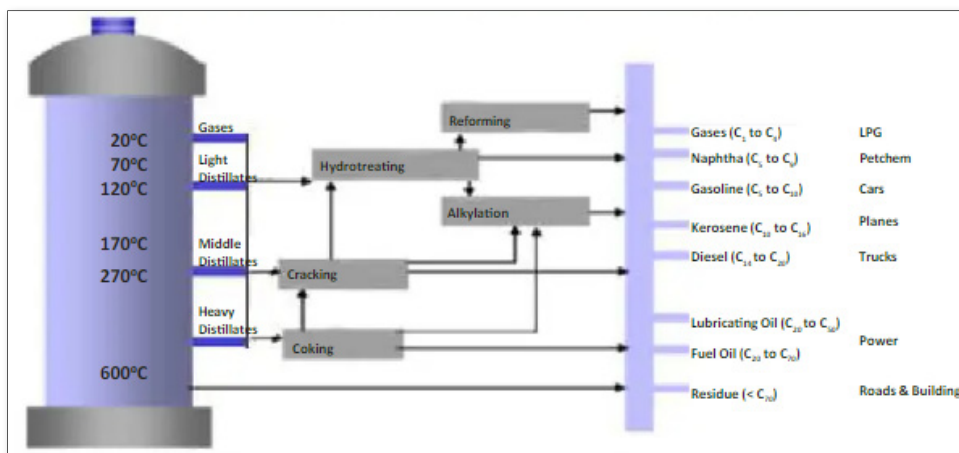 20°C
70°C
120°C
170°C
270°C
600°C
Gases
Light
Distillates
Middle
Distillates
Heavy
Distillates
Reforming
Hydrotreating
Alkylation
Cracking
Coking
Gases (C₁ to C₄) LPG
Naphtha (C₅ to C₉) Petchem
Gasoline (C₅ to C₁₀) Cars
Kerosene (C₁₀ to C₁₆) Planes
Diesel (C₁₄ to C₂₀) Trucks
Lubricating Oil (C₂₀ to C₅₀)
Power
Fuel Oil (C₂₀ to C₇₀)
Residue (< C₇₀) Roads & Building